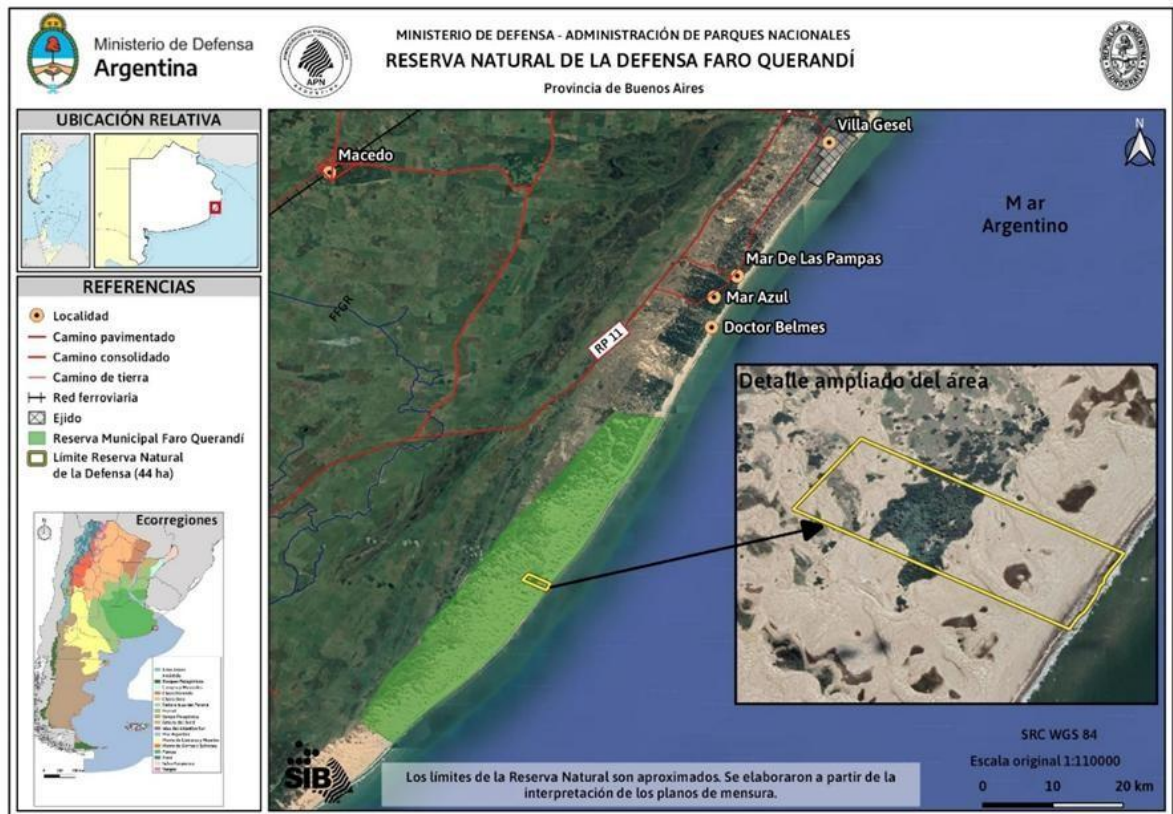 Ministerio de Defensa
Argentina
APN
MINISTERIO DE DEFENSA - ADMINISTRACIÓN DE PARQUES NACIONALES
RESERVA NATURAL DE LA DEFENSA FARO QUERANDÍ
Provincia de Buenos Aires
UBICACIÓN RELATIVA
REFERENCIAS
Localidad
Camino pavimentado
Camino consolidado
Camino de tierra
Red ferroviaria
Ejido
Reserva Municipal Faro Querandí
Límite Reserva Natural
de la Defensa (44 ha)
Ecorregiones
Macedo
Villa Gesel
N
M ar
Argentino
Mar De Las Pampas
Mar Azul
Doctor Belmes
FFGR
RP 11
Detalle ampliado del área
SIB
Los límites de la Reserva Natural son aproximados. Se elaboraron a partir de la
interpretación de los planos de mensura.
SRC WGS 84
Escala original 1:110000
0 10 20 km